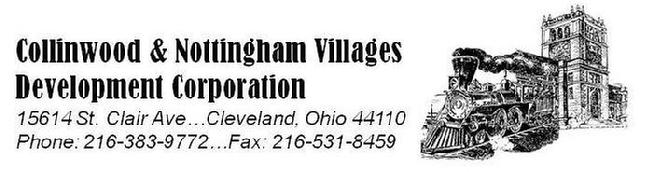 Collinwood & Nottingham Villages
Development Corporation
15614 St. Clair Ave...Cleveland, Ohio 44110
Phone: 216-383-9772...Fax: 216-531-8459